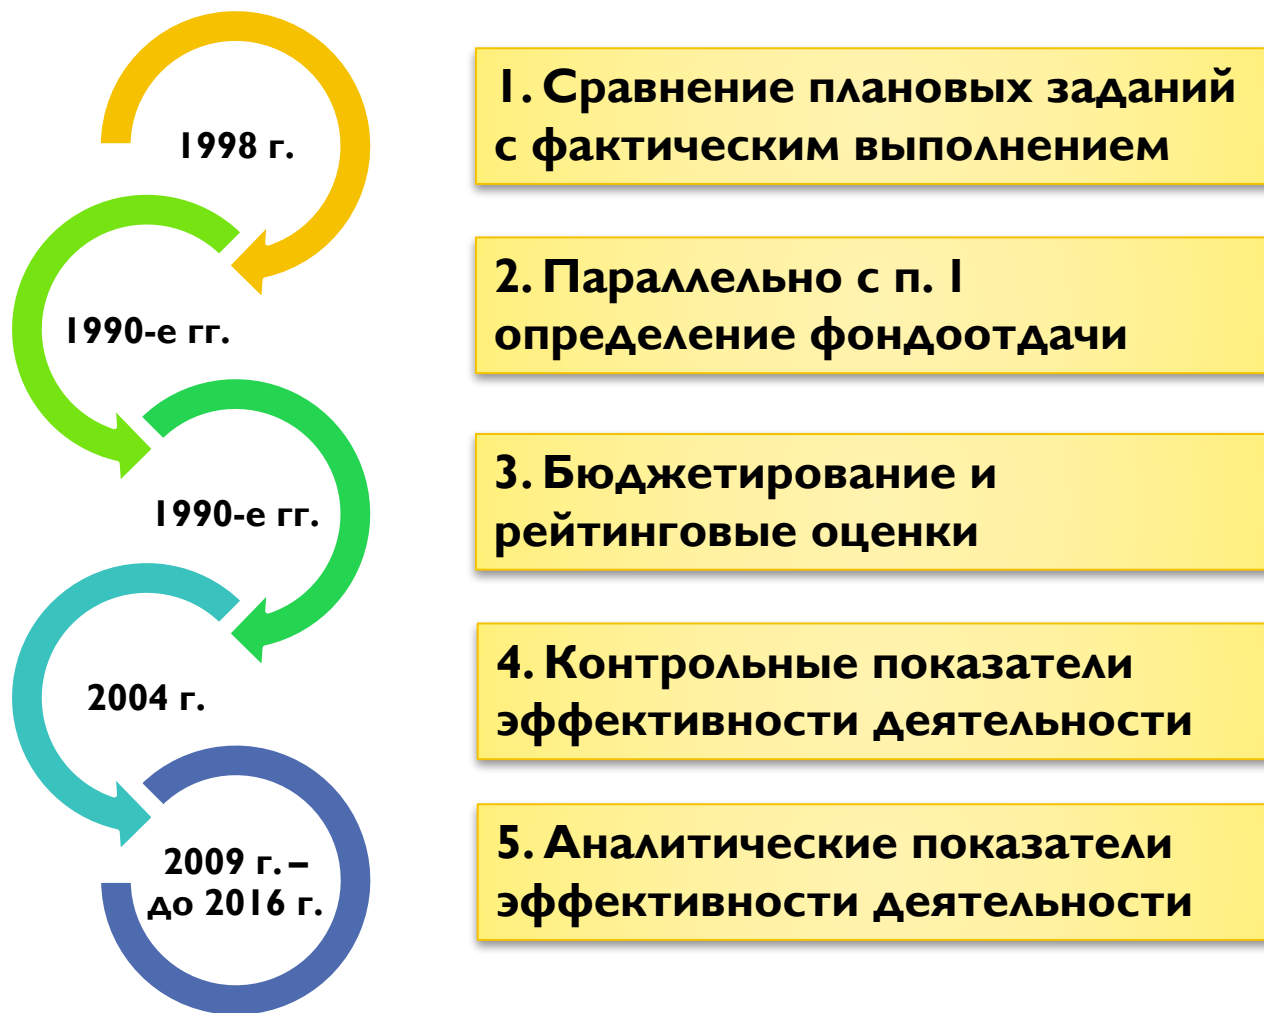 1998 г.
1. Сравнение плановых заданий
с фактическим выполнением
1990-е гг.
2. Параллельно с п. 1
определение фондоотдачи
1990-е гг.
3. Бюджетирование и
рейтинговые оценки
2004 г.
4. Контрольные показатели
эффективности деятельности
2009 г. –
до 2016 г.
5. Аналитические показатели
эффективности деятельности